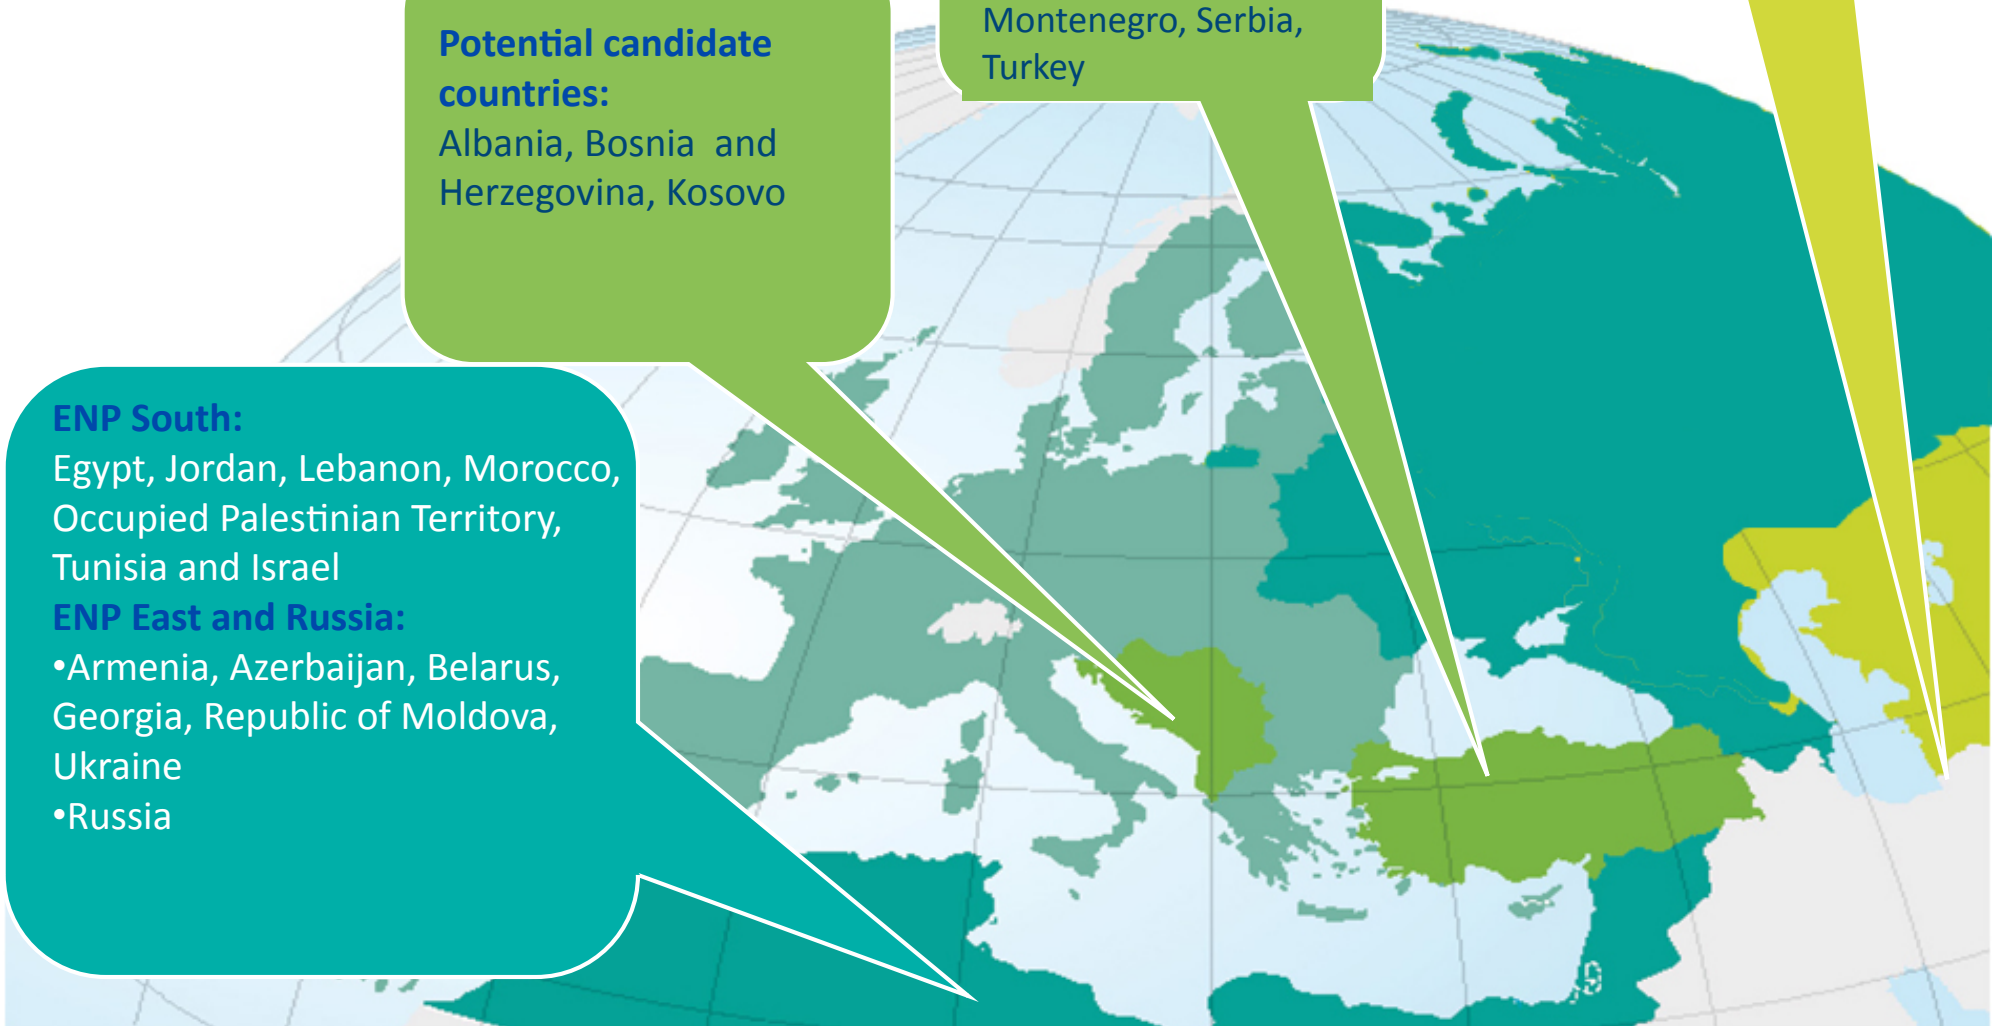 Potential candidate
countries:
Albania, Bosnia  and
Herzegovina, Kosovo
Montenegro, Serbia,
Turkey
ENP South:
Egypt, Jordan, Lebanon, Morocco,
Occupied Palestinian Territory,
Tunisia and Israel
ENP East and Russia:
•Armenia, Azerbaijan, Belarus,
Georgia, Republic of Moldova,
Ukraine
•Russia
9